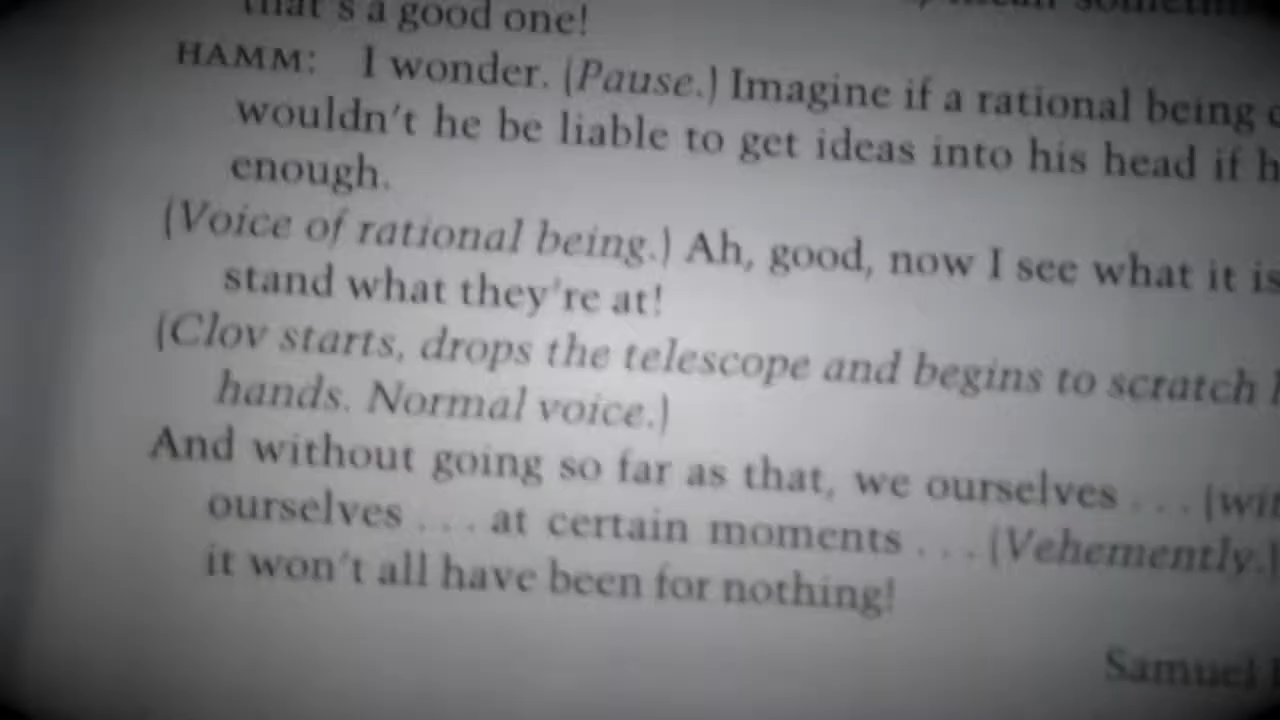 that's a good one!
HAMM: I wonder. (Pause.) Imagine if a rational being
wouldn't he be liable to get ideas into his head if
enough.
(Voice of rational being.) Ah, good, now I see what it is
stand what they're at!
(Clov starts, drops the telescope and begins to scratch
hands. Normal voice.)
And without going so far as that, we ourselves . . .
ourselves . . . at certain moments . . . (Vehemently.)
it won't all have been for nothing!
Samuel